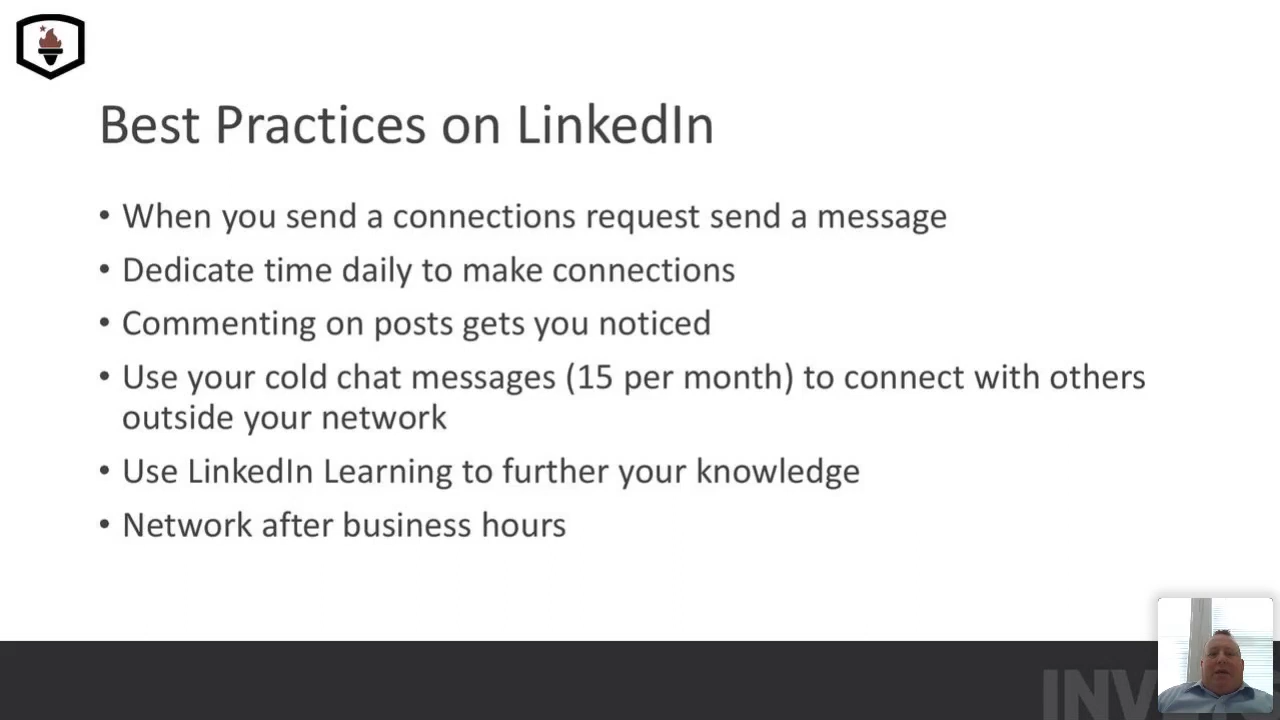 Best Practices on LinkedIn
• When you send a connections request send a message
• Dedicate time daily to make connections
• Commenting on posts gets you noticed
• Use your cold chat messages (15 per month) to connect with others
outside your network
• Use LinkedIn Learning to further your knowledge
• Network after business hours